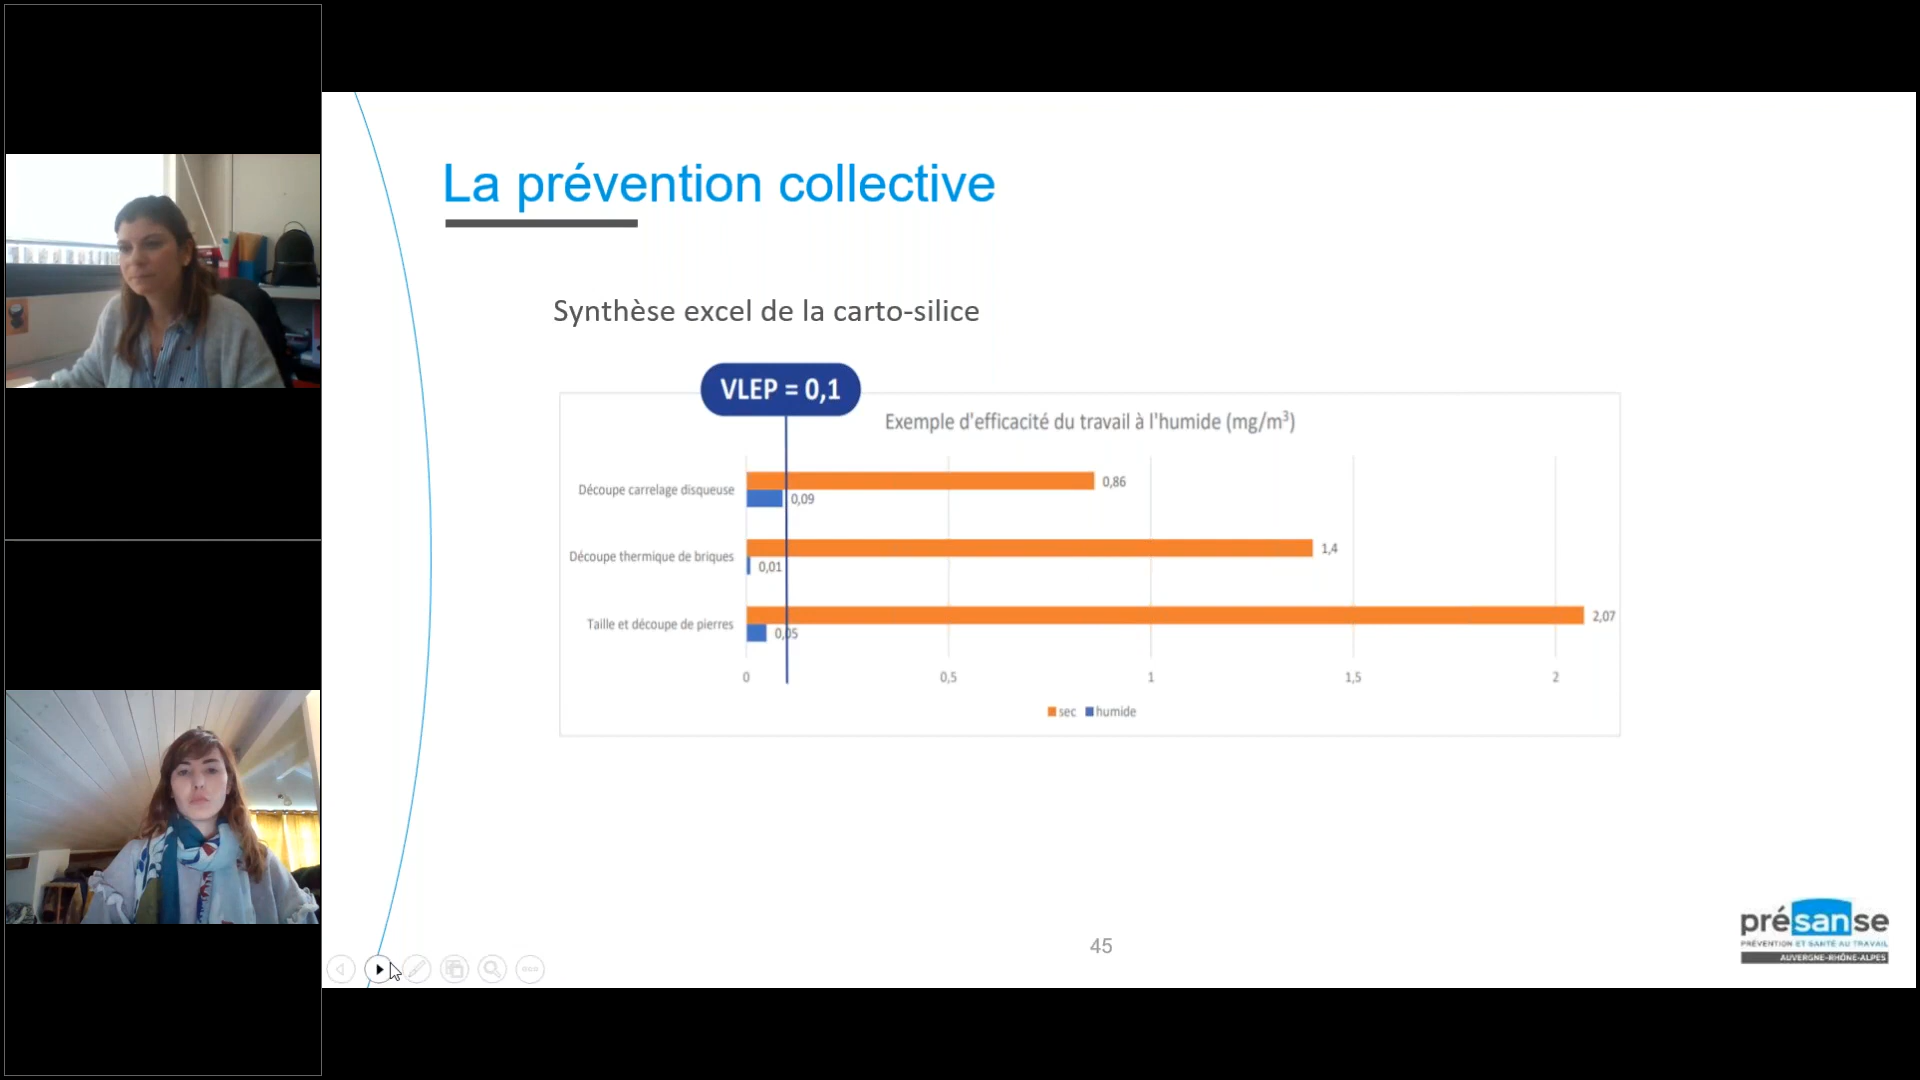 La prévention collective
Synthèse excel de la carto-silice
VLEP = 0,1
Exemple d'efficacité du travail à l'humide (mg/m³)
Découpe carrelage disqueuse
0,86
0,09
Découpe thermique de briques
1,4
0,01
Taille et découpe de pierres
2,07
0,05
0 0,5 1 1,5 2
sec humide
45
présanse
PRÉVENTION ET SANTÉ AU TRAVAIL
AUVERGNE-RHÔNE-ALPES